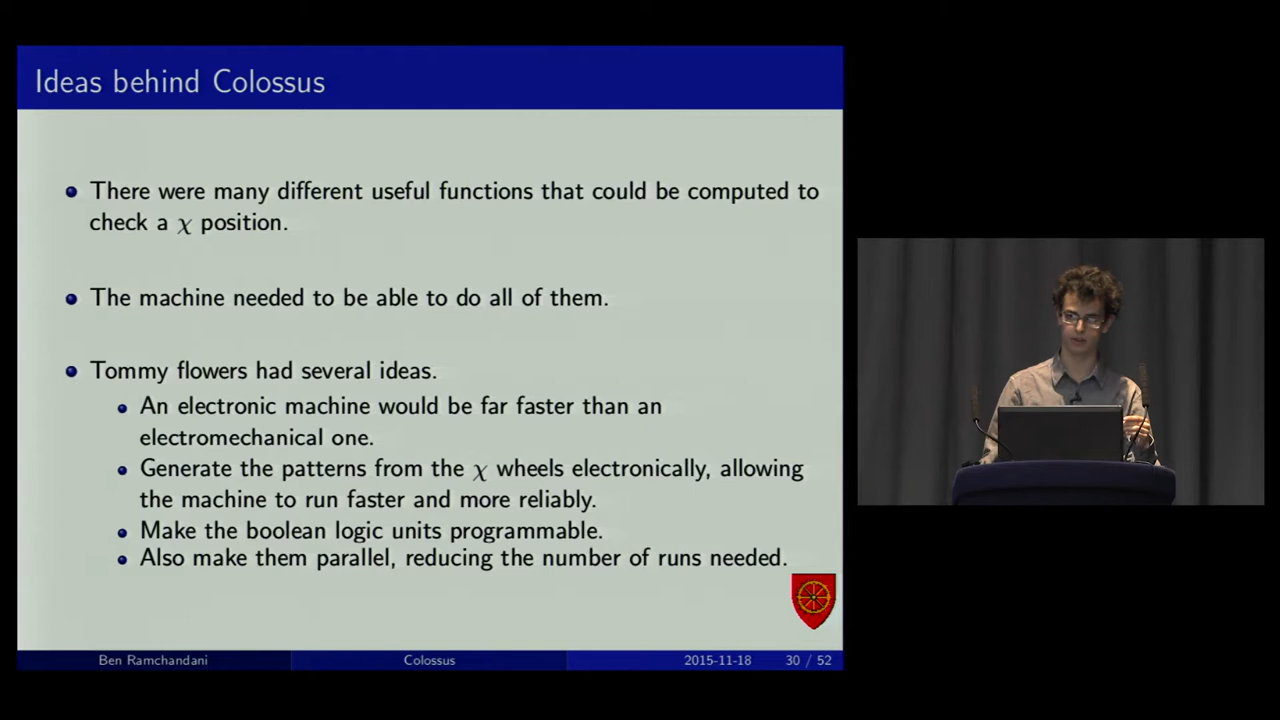 Ideas behind Colossus
There were many different useful functions that could be computed to
check a χ position.
The machine needed to be able to do all of them.
Tommy flowers had several ideas.
An electronic machine would be far faster than an
electromechanical one.
Generate the patterns from the χ wheels electronically, allowing
the machine to run faster and more reliably.
Make the boolean logic units programmable.
Also make them parallel, reducing the number of runs needed.
Ben Ramchandani Colossus 2015-11-18 30 / 52